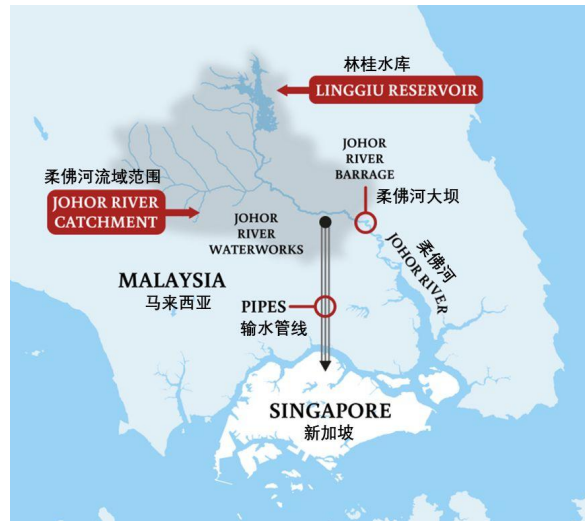 林桂水库
LINGGIU RESERVOIR
JOHOR
RIVER
BARRAGE
柔佛河流域范围
JOHOR RIVER
CATCHMENT
柔佛河大坝
JOHOR
RIVER
WATERWORKS
柔佛河
JOHOR RIVER
MALAYSIA
马来西亚
PIPES
输水管线
SINGAPORE
新加坡